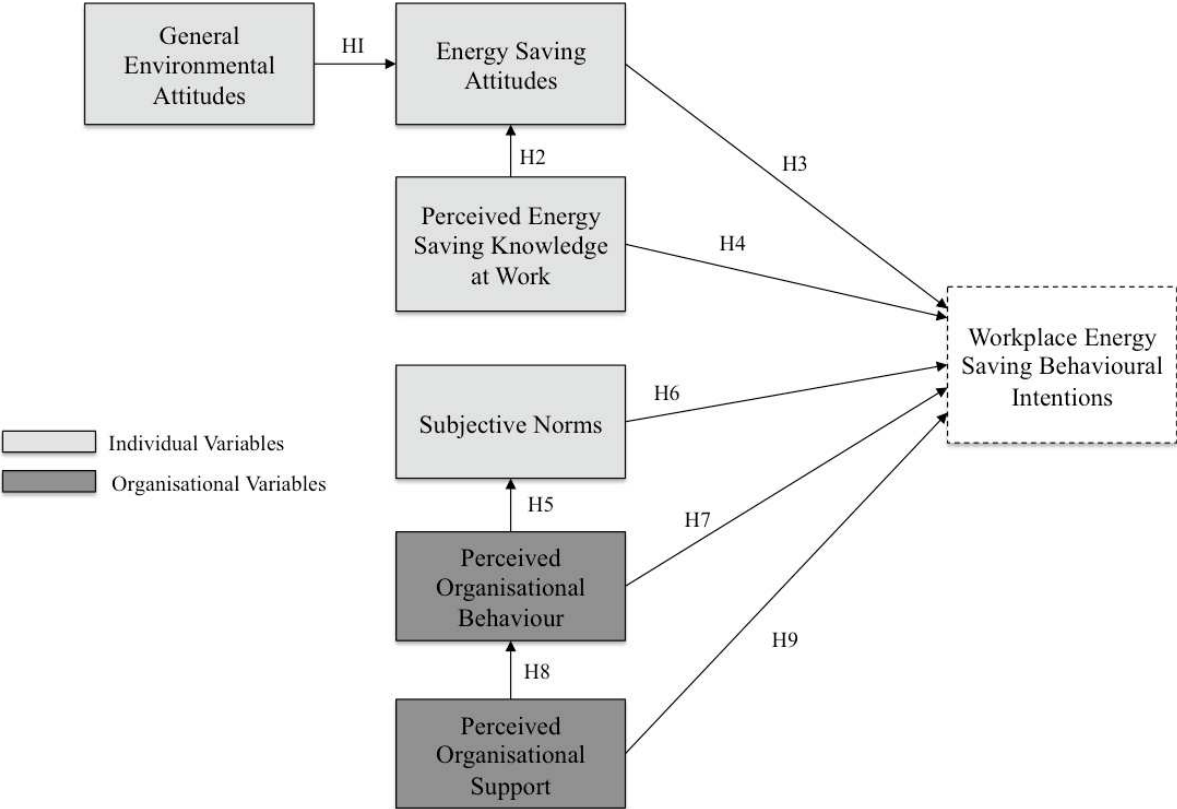 General
Environmental
Attitudes
HI
Energy Saving
Attitudes
H2
H3
Perceived Energy
Saving Knowledge
at Work
H4
Workplace Energy
Saving Behavioural
Intentions
Subjective Norms
H6
Individual Variables
Organisational Variables
H5
H7
Perceived
Organisational
Behaviour
H8
H9
Perceived
Organisational
Support